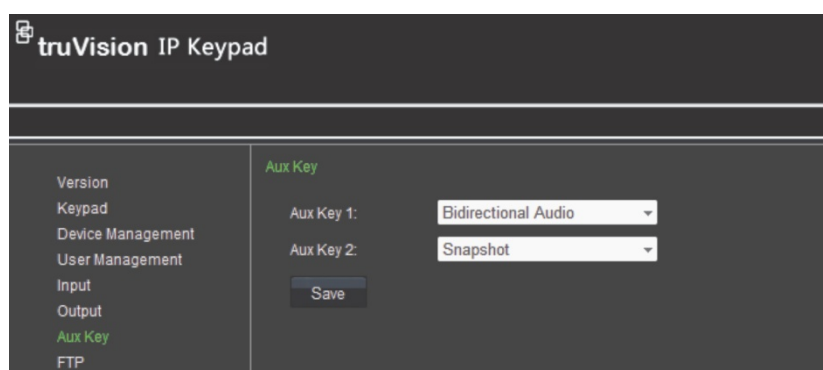 truVision IP Keypad
Version
Keypad
Device Management
User Management
Input
Output
Aux Key
FTP
Aux Key
Aux Key 1: Bidirectional Audio
Aux Key 2: Snapshot
Save